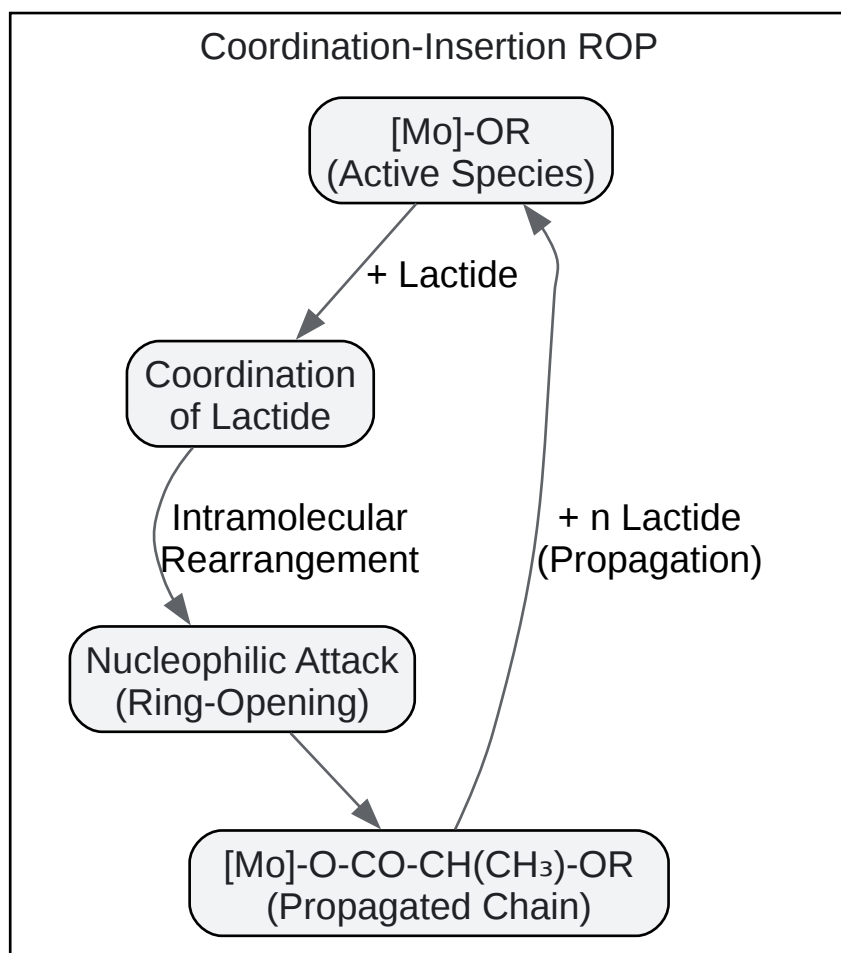 Coordination-Insertion ROP
[Mo]-OR
(Active Species)
+ Lactide
Coordination
of Lactide
Intramolecular
Rearrangement
+ n Lactide
(Propagation)
Nucleophilic Attack
(Ring-Opening)
[Mo]-O-CO-CH(CH₃)-OR
(Propagated Chain)